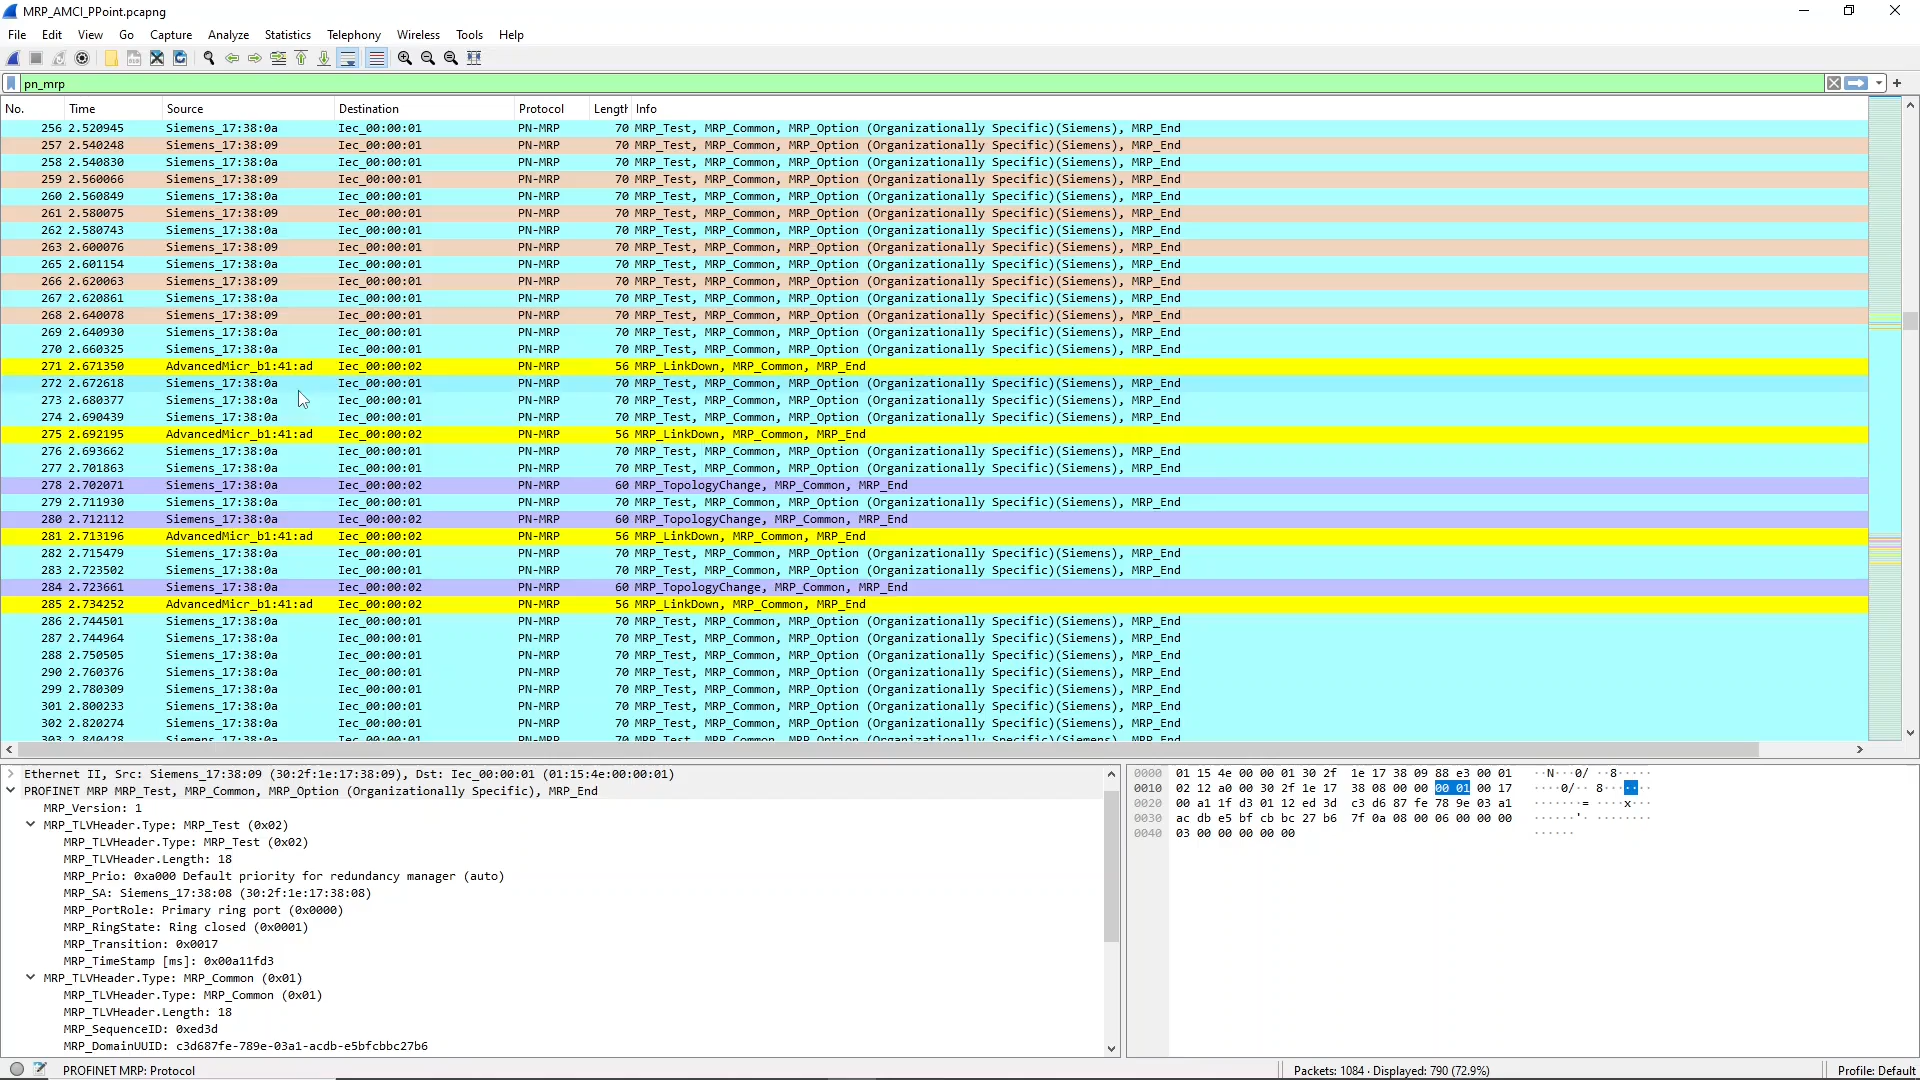 MRP_AMCI_PPoint.pcapng
File Edit View Go Capture Analyze Statistics Telephony Wireless Tools Help
pn_mrp
No. Time Source Destination Protocol Length Info
256 2.520945 Siemens_17:38:0a Iec_00:00:01 PN-MRP 70 MRP_Test, MRP_Common, MRP_Option (Organizationally Specific)(Siemens), MRP_End
257 2.540248 Siemens_17:38:09 Iec_00:00:01 PN-MRP 70 MRP_Test, MRP_Common, MRP_Option (Organizationally Specific)(Siemens), MRP_End
258 2.540830 Siemens_17:38:0a Iec_00:00:01 PN-MRP 70 MRP_Test, MRP_Common, MRP_Option (Organizationally Specific)(Siemens), MRP_End
259 2.560066 Siemens_17:38:09 Iec_00:00:01 PN-MRP 70 MRP_Test, MRP_Common, MRP_Option (Organizationally Specific)(Siemens), MRP_End
260 2.560849 Siemens_17:38:0a Iec_00:00:01 PN-MRP 70 MRP_Test, MRP_Common, MRP_Option (Organizationally Specific)(Siemens), MRP_End
261 2.580075 Siemens_17:38:09 Iec_00:00:01 PN-MRP 70 MRP_Test, MRP_Common, MRP_Option (Organizationally Specific)(Siemens), MRP_End
262 2.580743 Siemens_17:38:0a Iec_00:00:01 PN-MRP 70 MRP_Test, MRP_Common, MRP_Option (Organizationally Specific)(Siemens), MRP_End
263 2.600076 Siemens_17:38:09 Iec_00:00:01 PN-MRP 70 MRP_Test, MRP_Common, MRP_Option (Organizationally Specific)(Siemens), MRP_End
265 2.601154 Siemens_17:38:0a Iec_00:00:01 PN-MRP 70 MRP_Test, MRP_Common, MRP_Option (Organizationally Specific)(Siemens), MRP_End
266 2.620063 Siemens_17:38:09 Iec_00:00:01 PN-MRP 70 MRP_Test, MRP_Common, MRP_Option (Organizationally Specific)(Siemens), MRP_End
267 2.620861 Siemens_17:38:0a Iec_00:00:01 PN-MRP 70 MRP_Test, MRP_Common, MRP_Option (Organizationally Specific)(Siemens), MRP_End
268 2.640078 Siemens_17:38:09 Iec_00:00:01 PN-MRP 70 MRP_Test, MRP_Common, MRP_Option (Organizationally Specific)(Siemens), MRP_End
269 2.640930 Siemens_17:38:0a Iec_00:00:01 PN-MRP 70 MRP_Test, MRP_Common, MRP_Option (Organizationally Specific)(Siemens), MRP_End
270 2.660325 Siemens_17:38:0a Iec_00:00:01 PN-MRP 70 MRP_Test, MRP_Common, MRP_Option (Organizationally Specific)(Siemens), MRP_End
271 2.671350 AdvancedMicr_b1:41:ad Iec_00:00:02 PN-MRP 56 MRP_LinkDown, MRP_Common, MRP_End
272 2.672618 Siemens_17:38:0a Iec_00:00:01 PN-MRP 70 MRP_Test, MRP_Common, MRP_Option (Organizationally Specific)(Siemens), MRP_End
273 2.680377 Siemens_17:38:0a Iec_00:00:01 PN-MRP 70 MRP_Test, MRP_Common, MRP_Option (Organizationally Specific)(Siemens), MRP_End
274 2.690439 Siemens_17:38:0a Iec_00:00:01 PN-MRP 70 MRP_Test, MRP_Common, MRP_Option (Organizationally Specific)(Siemens), MRP_End
275 2.692195 AdvancedMicr_b1:41:ad Iec_00:00:02 PN-MRP 56 MRP_LinkDown, MRP_Common, MRP_End
276 2.693662 Siemens_17:38:0a Iec_00:00:01 PN-MRP 70 MRP_Test, MRP_Common, MRP_Option (Organizationally Specific)(Siemens), MRP_End
277 2.701863 Siemens_17:38:0a Iec_00:00:01 PN-MRP 70 MRP_Test, MRP_Common, MRP_Option (Organizationally Specific)(Siemens), MRP_End
278 2.702071 Siemens_17:38:0a Iec_00:00:02 PN-MRP 60 MRP_TopologyChange, MRP_Common, MRP_End
279 2.711930 Siemens_17:38:0a Iec_00:00:01 PN-MRP 70 MRP_Test, MRP_Common, MRP_Option (Organizationally Specific)(Siemens), MRP_End
280 2.712112 Siemens_17:38:0a Iec_00:00:02 PN-MRP 60 MRP_TopologyChange, MRP_Common, MRP_End
281 2.713196 AdvancedMicr_b1:41:ad Iec_00:00:02 PN-MRP 56 MRP_LinkDown, MRP_Common, MRP_End
282 2.715479 Siemens_17:38:0a Iec_00:00:01 PN-MRP 70 MRP_Test, MRP_Common, MRP_Option (Organizationally Specific)(Siemens), MRP_End
283 2.723502 Siemens_17:38:0a Iec_00:00:01 PN-MRP 70 MRP_Test, MRP_Common, MRP_Option (Organizationally Specific)(Siemens), MRP_End
284 2.723661 Siemens_17:38:0a Iec_00:00:02 PN-MRP 60 MRP_TopologyChange, MRP_Common, MRP_End
285 2.734252 AdvancedMicr_b1:41:ad Iec_00:00:02 PN-MRP 56 MRP_LinkDown, MRP_Common, MRP_End
286 2.744501 Siemens_17:38:0a Iec_00:00:01 PN-MRP 70 MRP_Test, MRP_Common, MRP_Option (Organizationally Specific)(Siemens), MRP_End
287 2.744964 Siemens_17:38:0a Iec_00:00:01 PN-MRP 70 MRP_Test, MRP_Common, MRP_Option (Organizationally Specific)(Siemens), MRP_End
288 2.750505 Siemens_17:38:0a Iec_00:00:01 PN-MRP 70 MRP_Test, MRP_Common, MRP_Option (Organizationally Specific)(Siemens), MRP_End
290 2.760376 Siemens_17:38:0a Iec_00:00:01 PN-MRP 70 MRP_Test, MRP_Common, MRP_Option (Organizationally Specific)(Siemens), MRP_End
299 2.780309 Siemens_17:38:0a Iec_00:00:01 PN-MRP 70 MRP_Test, MRP_Common, MRP_Option (Organizationally Specific)(Siemens), MRP_End
301 2.800233 Siemens_17:38:0a Iec_00:00:01 PN-MRP 70 MRP_Test, MRP_Common, MRP_Option (Organizationally Specific)(Siemens), MRP_End
302 2.820274 Siemens_17:38:0a Iec_00:00:01 PN-MRP 70 MRP_Test, MRP_Common, MRP_Option (Organizationally Specific)(Siemens), MRP_End
303 2.840428 Siemens_17:38:0a Iec_00:00:01 PN-MRP 70 MRP_Test, MRP_Common, MRP_Option (Organizationally Specific)(Siemens), MRP_End
Ethernet II, Src: Siemens_17:38:09 (30:2f:1e:17:38:09), Dst: Iec_00:00:01 (01:15:4e:00:00:01)
PROFINET MRP MRP_Test, MRP_Common, MRP_Option (Organizationally Specific), MRP_End
MRP_Version: 1
MRP_TLVHeader.Type: MRP_Test (0x02)
MRP_TLVHeader.Type: MRP_Test (0x02)
MRP_TLVHeader.Length: 18
MRP_Prio: 0xa000 Default priority for redundancy manager (auto)
MRP_SA: Siemens_17:38:08 (30:2f:1e:17:38:08)
MRP_PortRole: Primary ring port (0x0000)
MRP_RingState: Ring closed (0x0001)
MRP_Transition: 0x0017
MRP_TimeStamp [ms]: 0x00a11fd3
MRP_TLVHeader.Type: MRP_Common (0x01)
MRP_TLVHeader.Type: MRP_Common (0x01)
MRP_TLVHeader.Length: 18
MRP_SequenceID: 0xed3d
MRP_DomainUUID: c3d687fe-789e-03a1-acdb-e5bfcbbc27b6
0000 01 15 4e 00 00 01 30 2f 1e 17 38 09 88 e3 00 01 ··N···0/ ··8·····
0010 02 12 a0 00 30 2f 1e 17 38 08 00 00 00 01 00 17 ····0/·· 8·······
0020 00 a1 1f d3 01 12 ed 3d c3 d6 87 fe 78 9e 03 a1 ·······= ····x···
0030 ac db e5 bf cb bc 27 b6 7f 0a 08 00 06 00 00 00 ······'· ········
0040 03 00 00 00 00 00 ······
PROFINET MRP: Protocol
Packets: 1084 · Displayed: 790 (72.9%)
Profile: Default